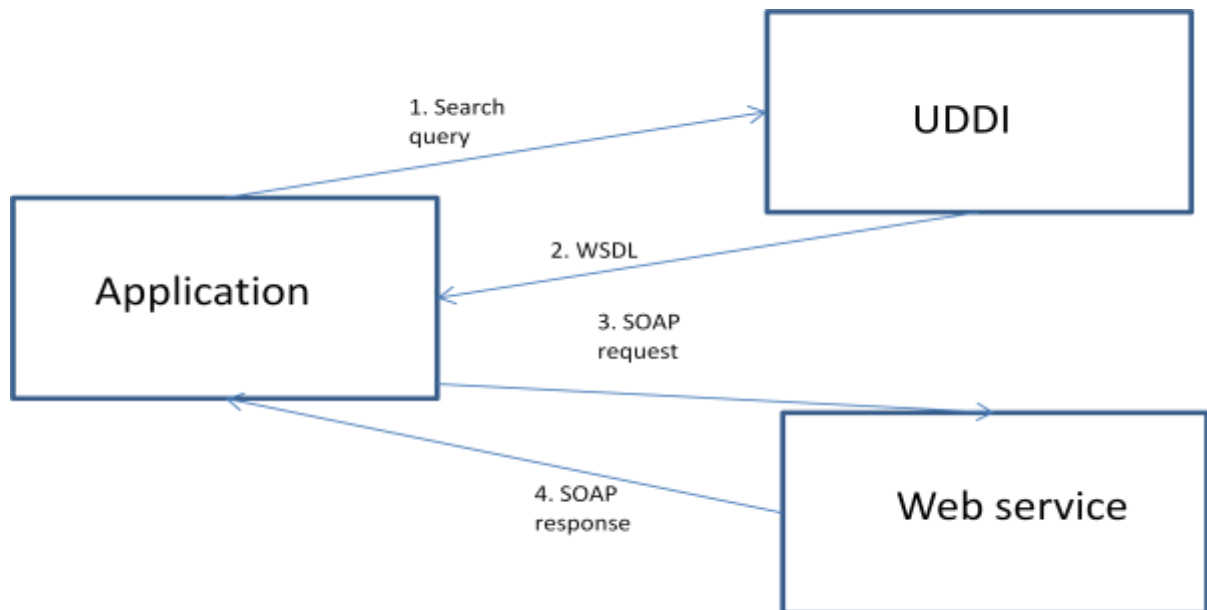 1. Search
query
UDDI
2. WSDL
Application
3. SOAP
request
4. SOAP
response
Web service